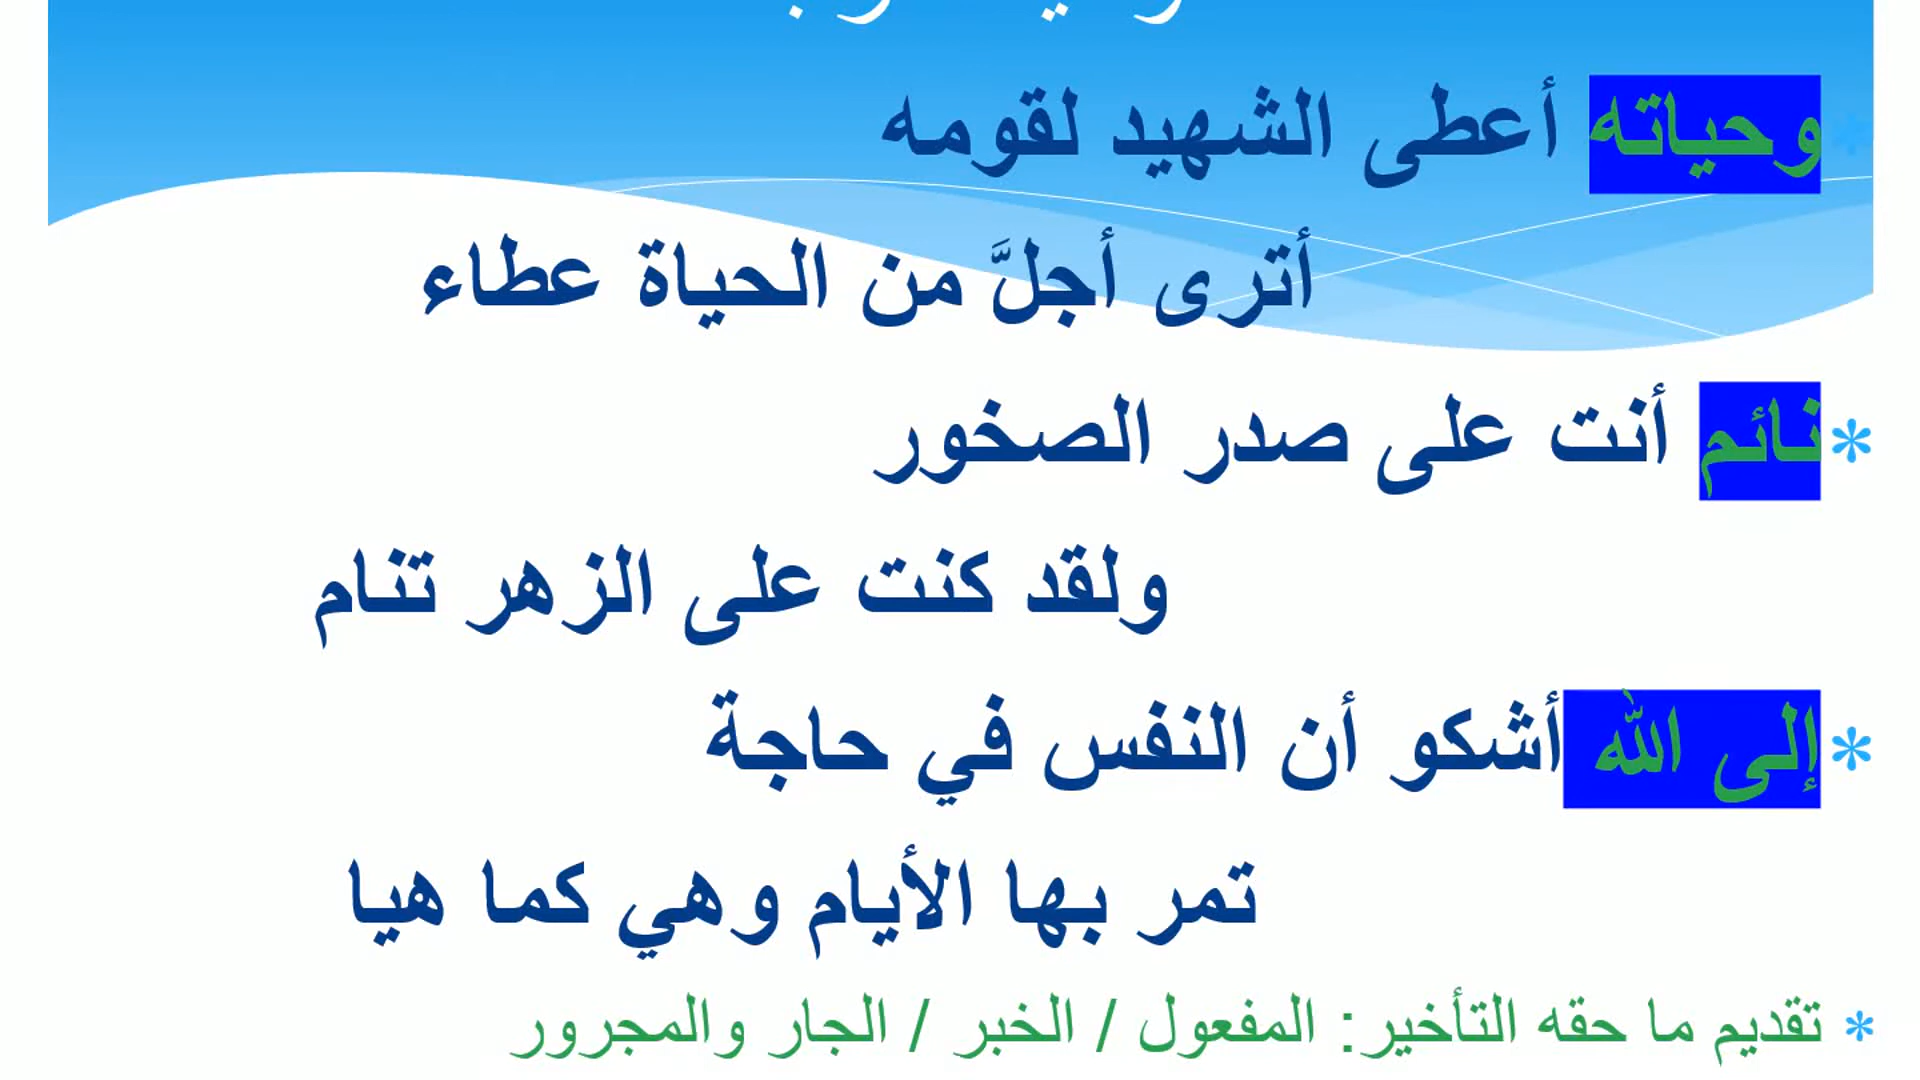 وحياته أعطى الشهيد لقومه
أترى أجلَّ من الحياة عطاء
* نائم أنت على صدر الصخور
ولقد كنت على الزهر تنام
* إلى الله أشكو أن النفس في حاجة
تمر بها الأيام وهي كما هيا
* تقديم ما حقه التأخير: المفعول / الخبر / الجار والمجرور